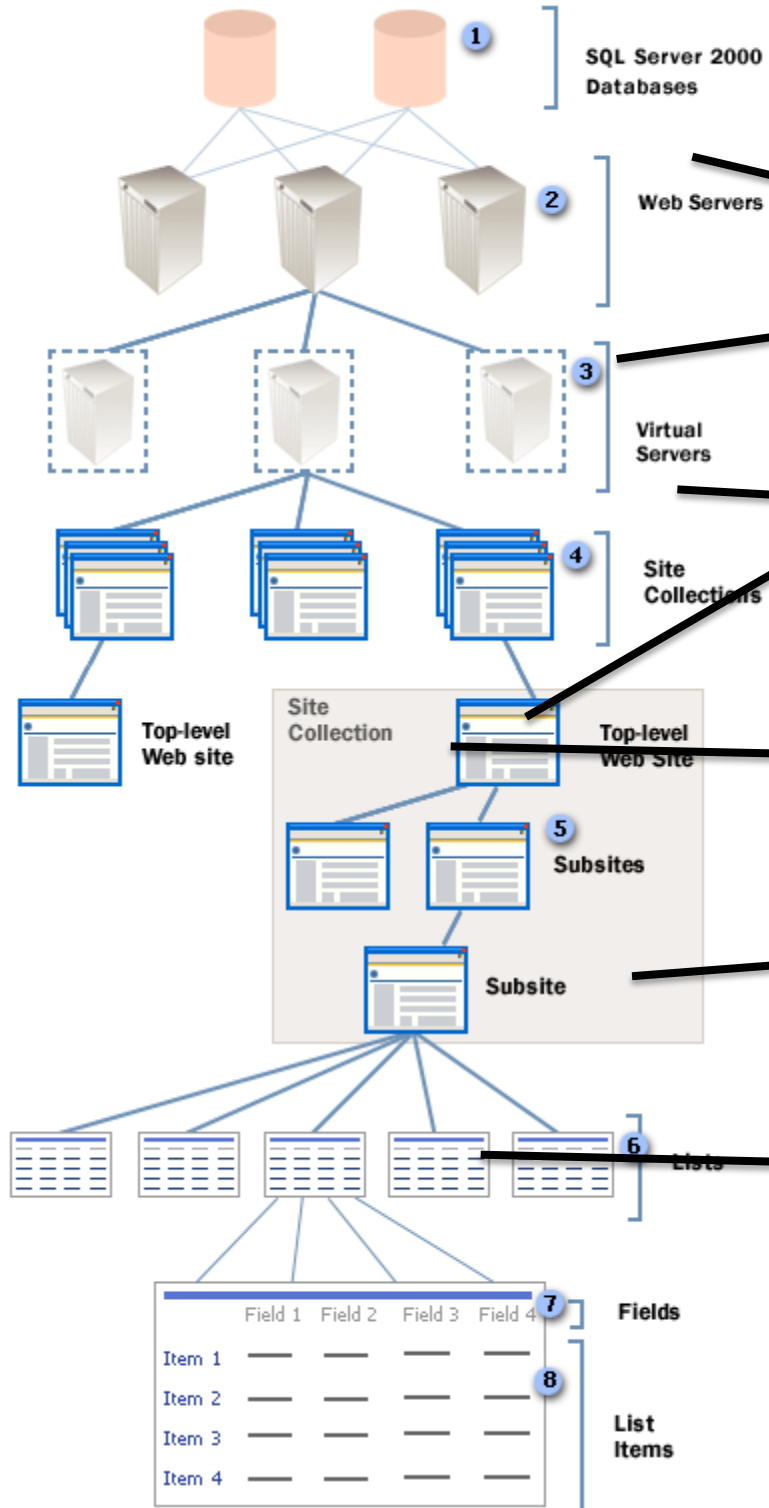 1
SQL Server 2000
Databases
2
Web Servers
3
Virtual
Servers
4
Site
Collections
Top-level
Web site
Site
Collection
Top-level
Web Site
5
Subsites
Subsite
6
Lists
7
Field 1 Field 2 Field 3 Field 4
Fields
8
Item 1
Item 2
Item 3
Item 4
List
Items